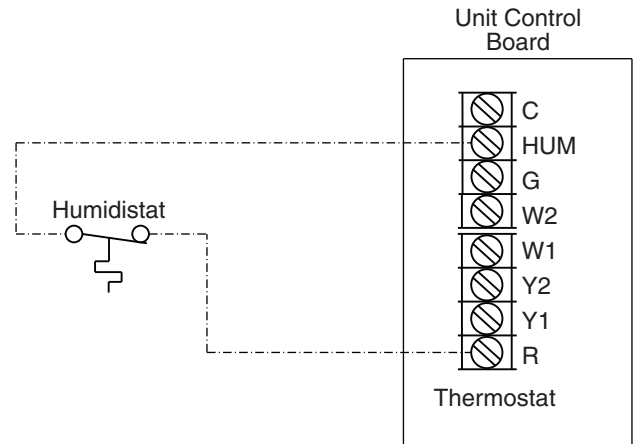 Unit Control
Board
C
HUM
G
W2
Humidistat
W1
Y2
Y1
R
Thermostat